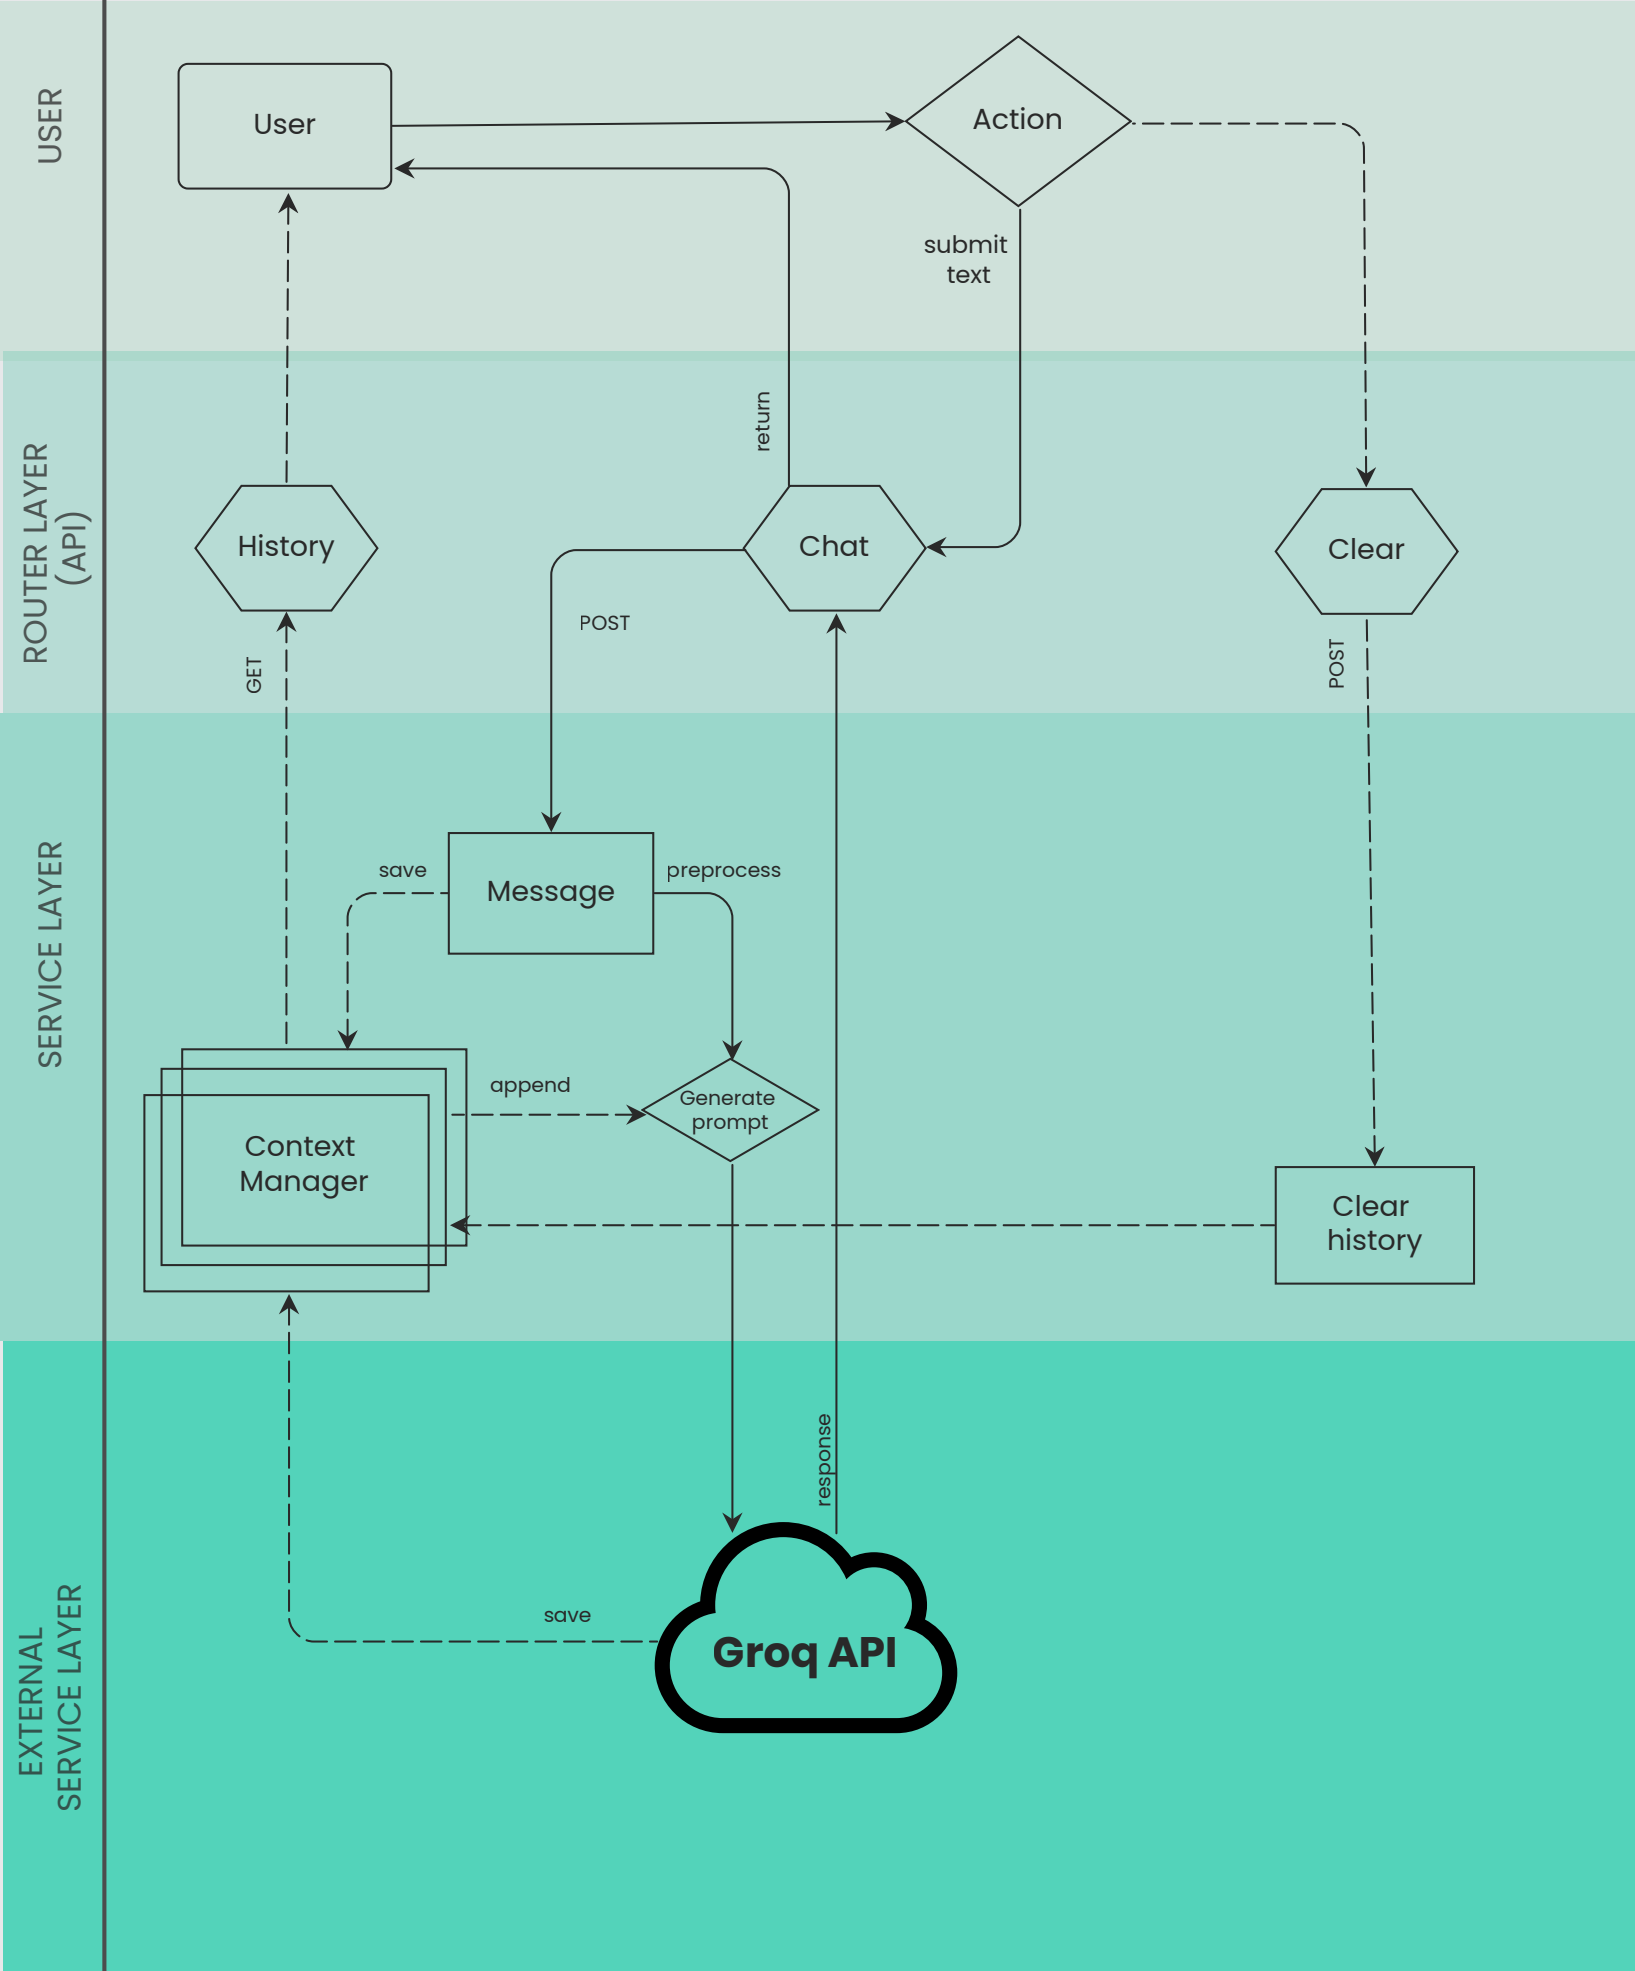 USER
User
Action
submit
text
ROUTER LAYER
(API)
return
History
Chat
Clear
GET
POST
POST
SERVICE LAYER
save
Message
preprocess
append
Generate
prompt
Context
Manager
Clear
history
EXTERNAL
SERVICE LAYER
response
save
Groq API